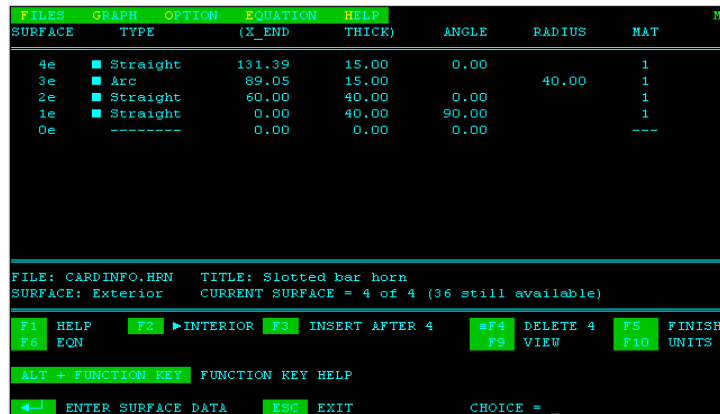 FILES GRAPH OPTION EQUATION HELP M
SURFACE TYPE (X_END THICK) ANGLE RADIUS MAT
4e ■ Straight 131.39 15.00 0.00 1
3e ■ Arc 89.05 15.00 40.00 1
2e ■ Straight 60.00 40.00 0.00 1
1e ■ Straight 0.00 40.00 90.00 1
0e -------- 0.00 0.00 0.00 ---
FILE: CARDINFO.HRN TITLE: Slotted bar horn
SURFACE: Exterior CURRENT SURFACE = 4 of 4 (36 still available)
F1 HELP F2 ►INTERIOR F3 INSERT AFTER 4 ≡F4 DELETE 4 F5 FINISH
F6 EQN F9 VIEW F10 UNITS
ALT + FUNCTION KEY FUNCTION KEY HELP
◄─┘ ENTER SURFACE DATA ESC EXIT CHOICE = _